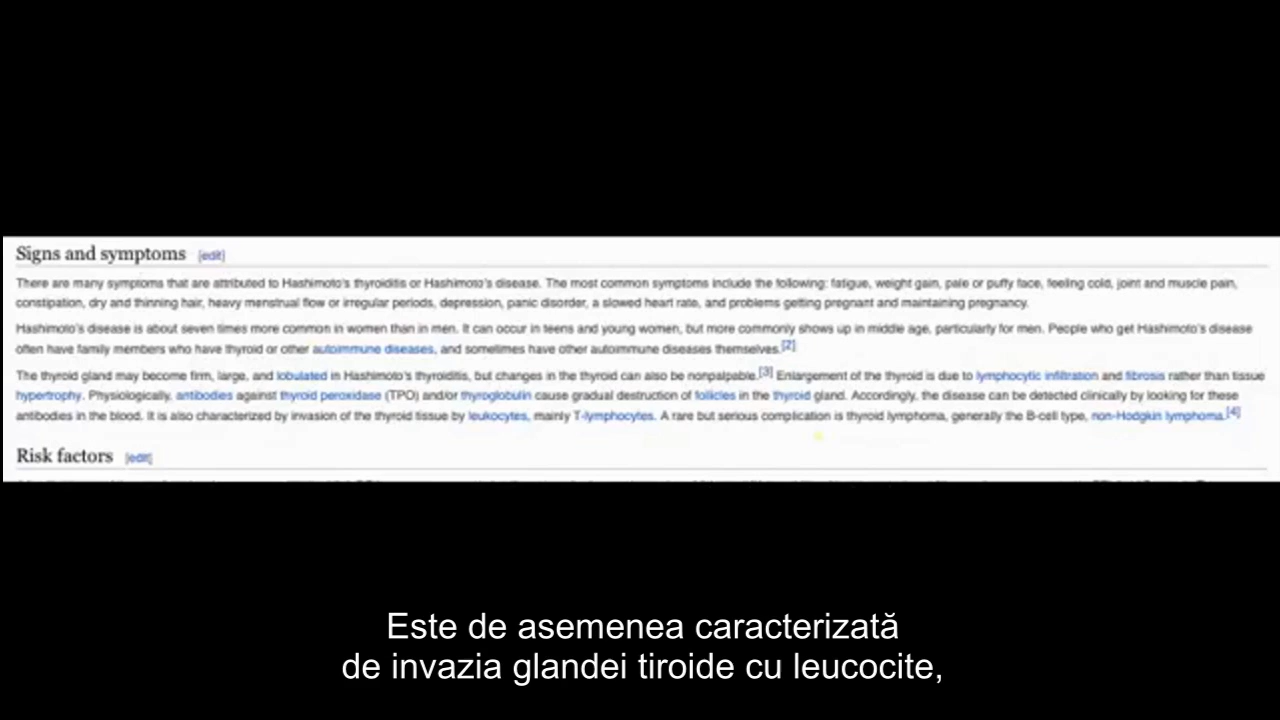 Signs and symptoms [edit]
There are many symptoms that are attributed to Hashimoto's thyroiditis or Hashimoto's disease. The most common symptoms include the following: fatigue, weight gain, pale or puffy face, feeling cold, joint and muscle pain,
constipation, dry and thinning hair, heavy menstrual flow or irregular periods, depression, panic disorder, a slowed heart rate, and problems getting pregnant and maintaining pregnancy.
Hashimoto's disease is about seven times more common in women than in men. It can occur in teens and young women, but more commonly shows up in middle age, particularly for men. People who get Hashimoto's disease
often have family members who have thyroid or other autoimmune diseases, and sometimes have other autoimmune diseases themselves.[2]
The thyroid gland may become firm, large, and lobulated in Hashimoto's thyroiditis, but changes in the thyroid can also be nonpalpable.[3] Enlargement of the thyroid is due to lymphocytic infiltration and fibrosis rather than tissue
hypertrophy. Physiologically, antibodies against thyroid peroxidase (TPO) and/or thyroglobulin cause gradual destruction of follicles in the thyroid gland. Accordingly, the disease can be detected clinically by looking for these
antibodies in the blood. It is also characterized by invasion of the thyroid tissue by leukocytes, mainly T-lymphocytes. A rare but serious complication is thyroid lymphoma, generally the B-cell type, non-Hodgkin lymphoma.[4]
Risk factors [edit]
Este de asemenea caracterizată
de invazia glandei tiroide cu leucocite,